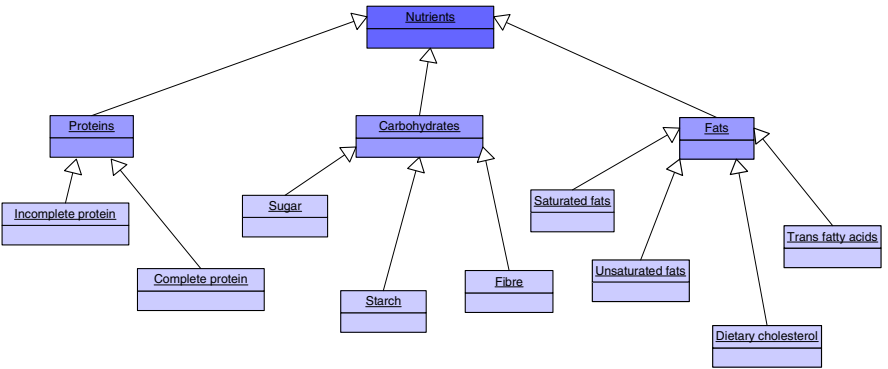 Nutrients
Proteins
Carbohydrates
Fats
Incomplete protein
Complete protein
Sugar
Starch
Fibre
Saturated fats
Unsaturated fats
Dietary cholesterol
Trans fatty acids